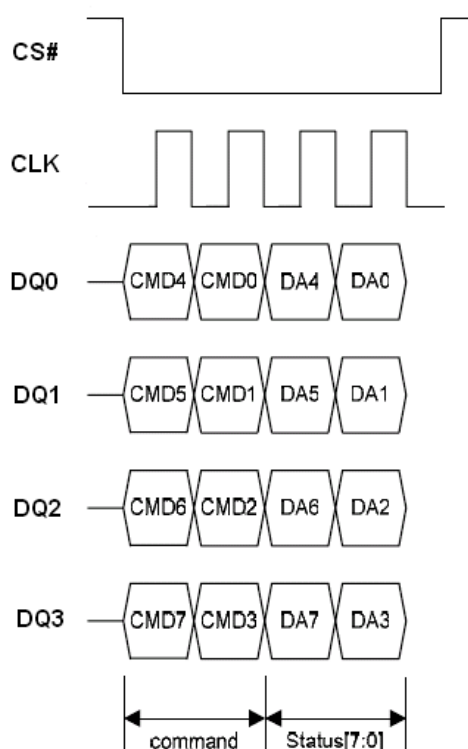 CS#
CLK
DQ0 CMD4 CMD0 DA4 DA0
DQ1 CMD5 CMD1 DA5 DA1
DQ2 CMD6 CMD2 DA6 DA2
DQ3 CMD7 CMD3 DA7 DA3
command Status[7:0]